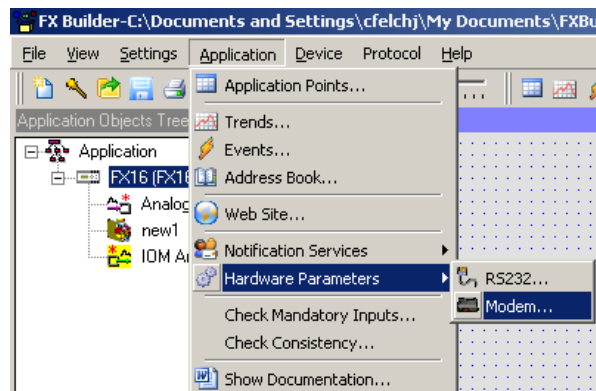 FX Builder-C:\Documents and Settings\cfelchj\My Documents\FXBu
File View Settings Application Device Protocol Help
Application Points...
Application Objects Tree
Trends...
Application
Events...
FX16 (FX16
Address Book...
Analog
Web Site...
new1
Notification Services
IOM An
Hardware Parameters
RS232...
Modem...
Check Mandatory Inputs...
Check Consistency...
Show Documentation...